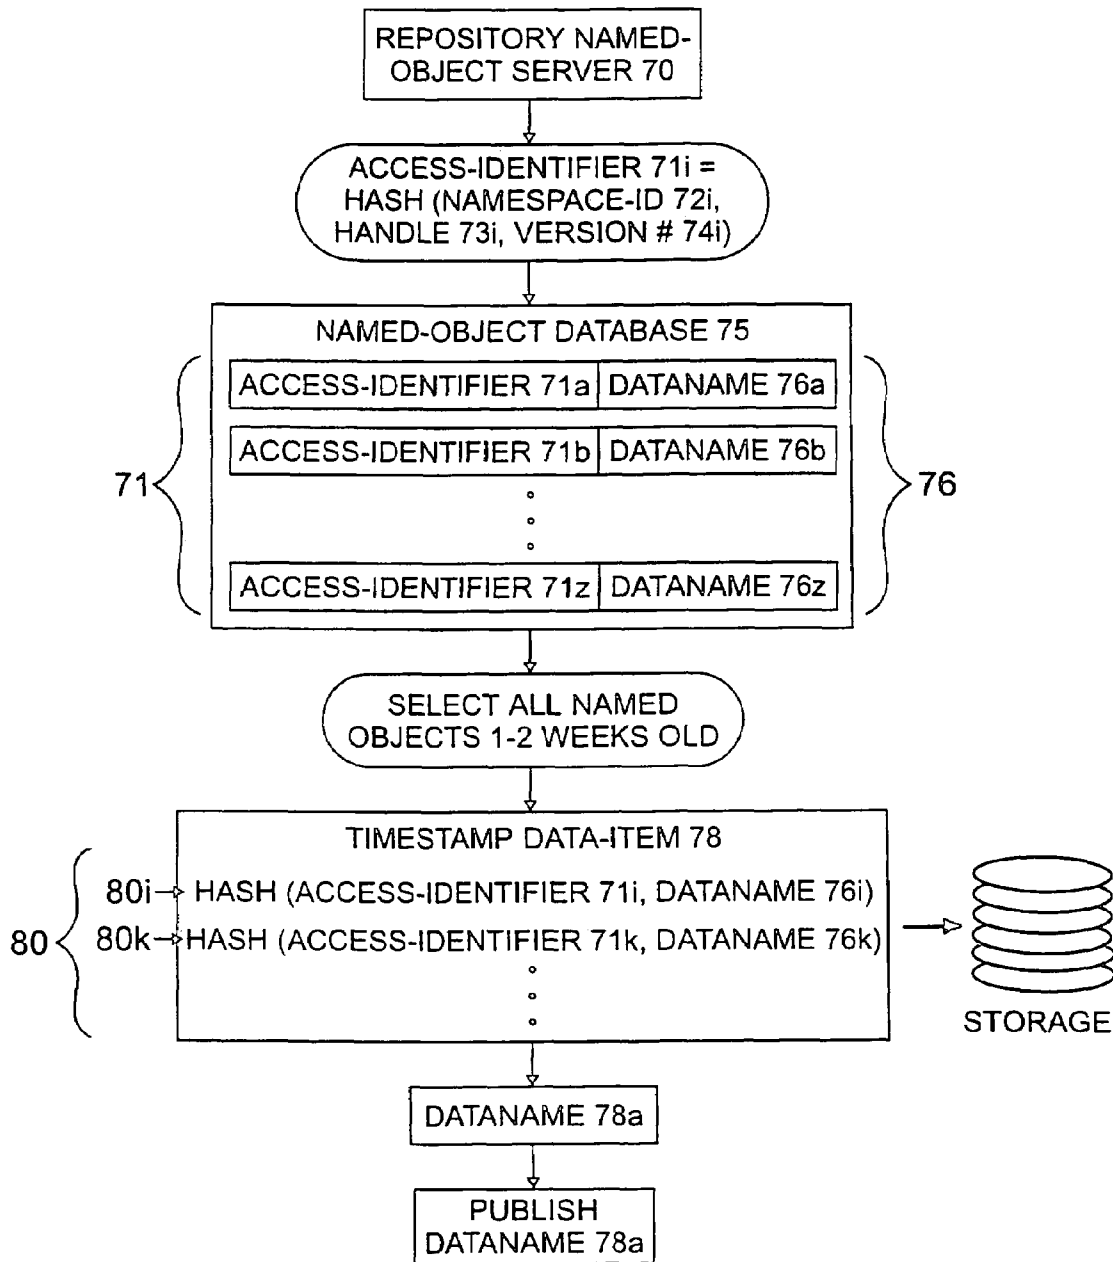 REPOSITORY NAMED-
OBJECT SERVER 70
ACCESS-IDENTIFIER 71i =
HASH (NAMESPACE-ID 72i,
HANDLE 73i, VERSION # 74i)
NAMED-OBJECT DATABASE 75
ACCESS-IDENTIFIER 71a DATANAME 76a
ACCESS-IDENTIFIER 71b DATANAME 76b
71
76
ACCESS-IDENTIFIER 71z DATANAME 76z
SELECT ALL NAMED
OBJECTS 1-2 WEEKS OLD
TIMESTAMP DATA-ITEM 78
80i HASH (ACCESS-IDENTIFIER 71i, DATANAME 76i)
80
80k HASH (ACCESS-IDENTIFIER 71k, DATANAME 76k)
STORAGE
DATANAME 78a
PUBLISH
DATANAME 78a